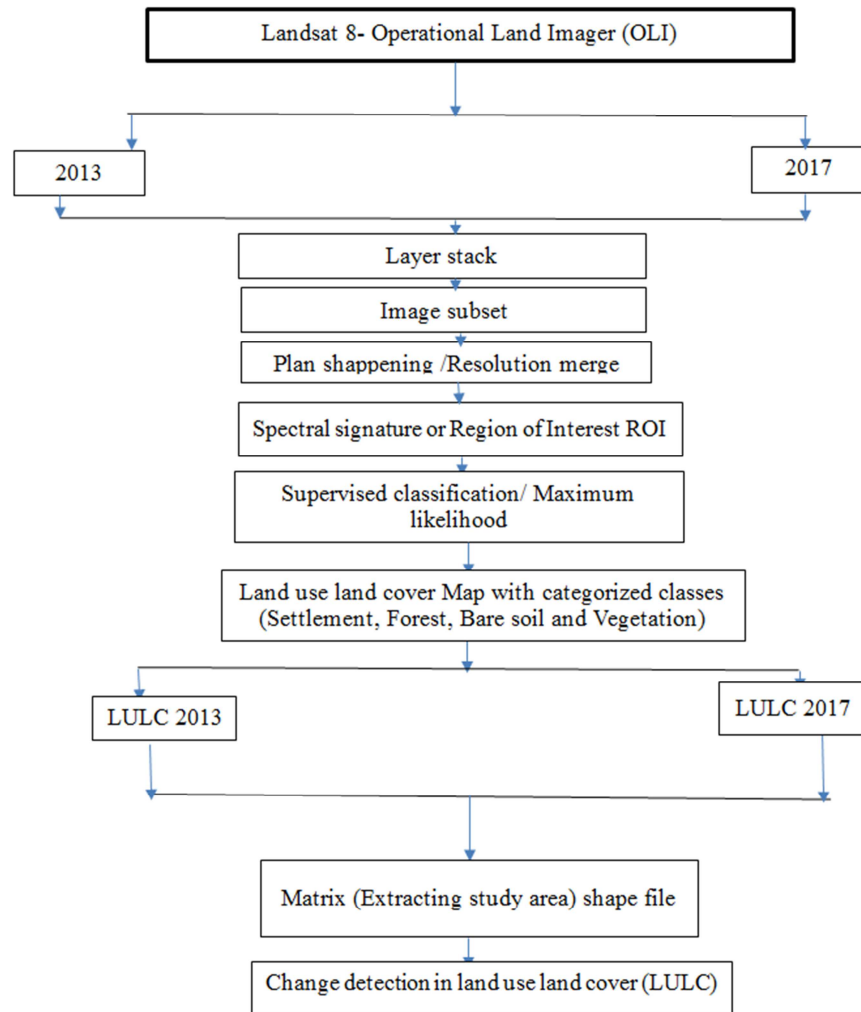 Landsat 8- Operational Land Imager (OLI)
2013
2017
Layer stack
Image subset
Plan shappening /Resolution merge
Spectral signature or Region of Interest ROI
Supervised classification/ Maximum
likelihood
Land use land cover Map with categorized classes
(Settlement, Forest, Bare soil and Vegetation)
LULC 2013
LULC 2017
Matrix (Extracting study area) shape file
Change detection in land use land cover (LULC)